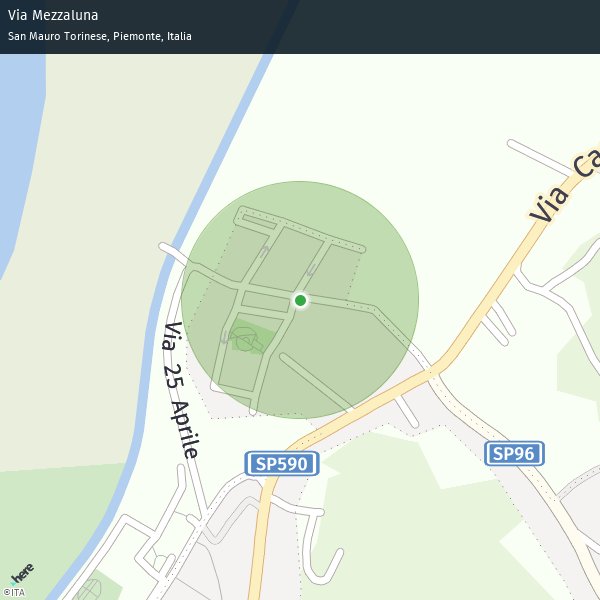 Via Mezzaluna
San Mauro Torinese, Piemonte, Italia
Via Ca
Via 25 Aprile
SP590
SP96
here
©ITA